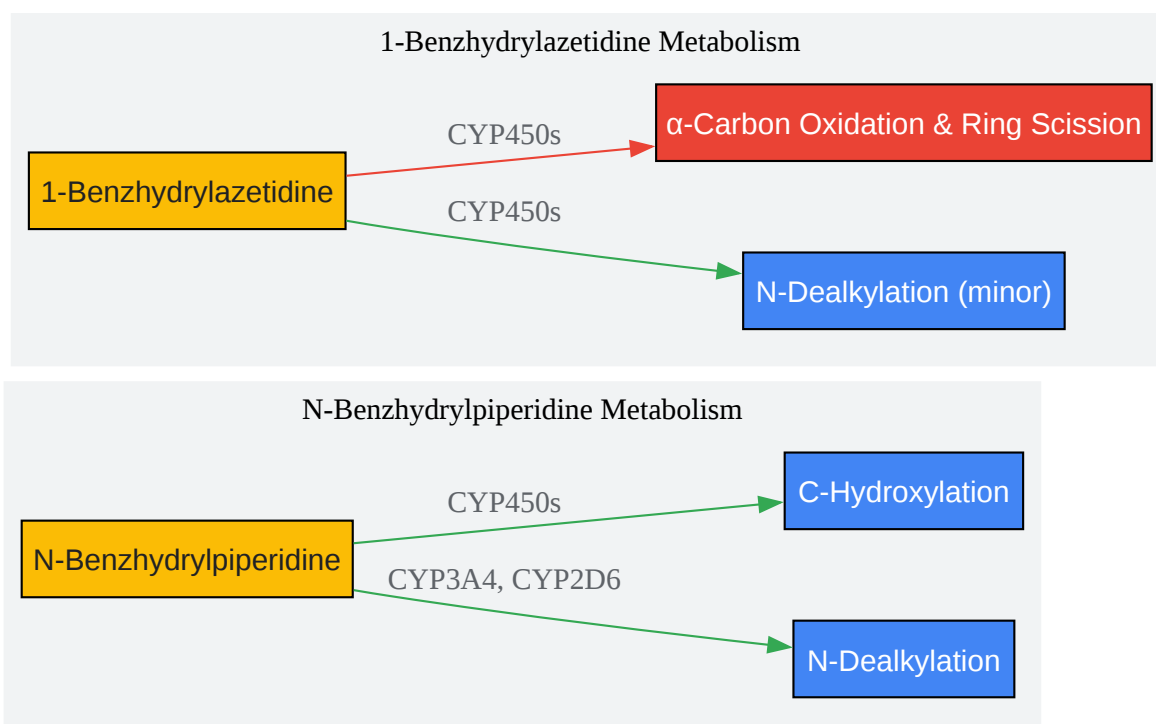 1-Benzhydrylazetidine Metabolism
CYP450s
α-Carbon Oxidation & Ring Scission
1-Benzhydrylazetidine
CYP450s
N-Dealkylation (minor)
N-Benzhydrylpiperidine Metabolism
CYP450s
C-Hydroxylation
N-Benzhydrylpiperidine
CYP3A4, CYP2D6
N-Dealkylation